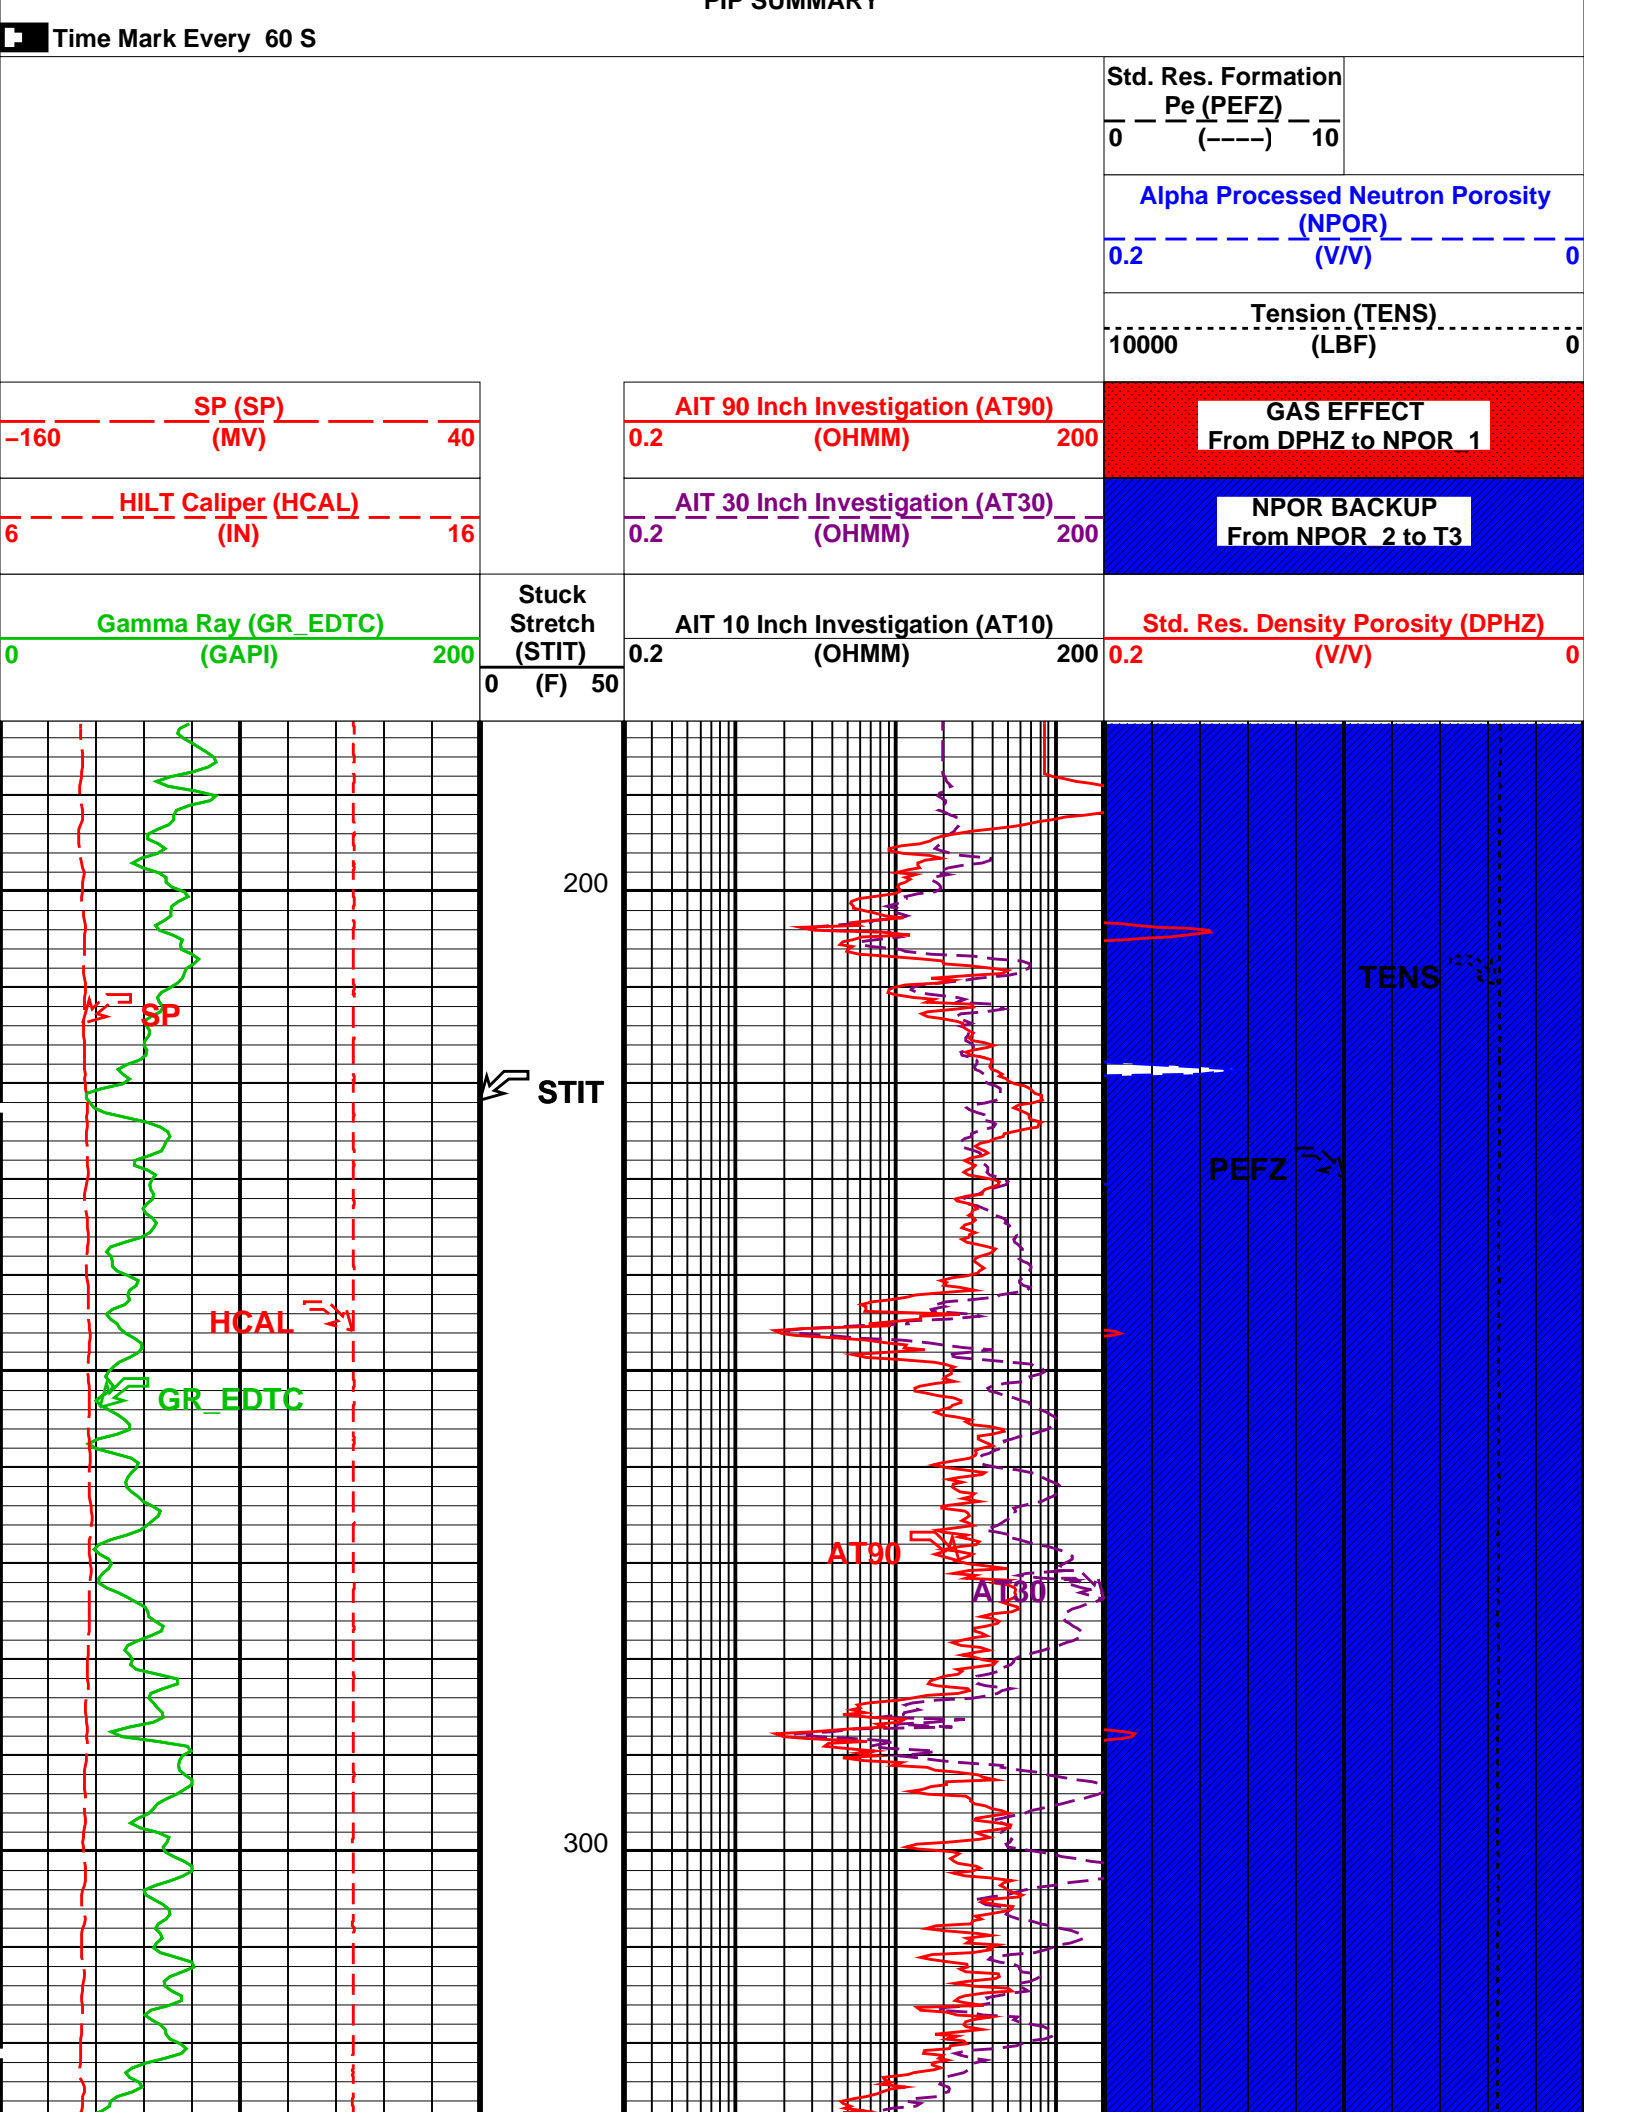 PIP SUMMARY
Time Mark Every 60 S
Std. Res. Formation
Pe (PEFZ)
0 (----) 10
Alpha Processed Neutron Porosity
(NPOR)
0.2 (V/V) 0
Tension (TENS)
10000 (LBF) 0
SP (SP)
-160 (MV) 40
AIT 90 Inch Investigation (AT90)
0.2 (OHMM) 200
GAS EFFECT
From DPHZ to NPOR_1
HILT Caliper (HCAL)
6 (IN) 16
AIT 30 Inch Investigation (AT30)
0.2 (OHMM) 200
NPOR BACKUP
From NPOR_2 to T3
Gamma Ray (GR_EDTC)
0 (GAPI) 200
Stuck
Stretch
(STIT)
0 (F) 50
AIT 10 Inch Investigation (AT10)
0.2 (OHMM) 200
Std. Res. Density Porosity (DPHZ)
0.2 (V/V) 0
200
TENS
SP
STIT
PEFZ
HCAL
GR_EDTC
AT90
AT30
300